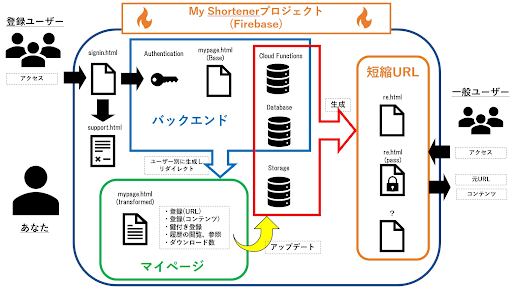 My Shortenerプロジェクト
(Firebase)
登録ユーザー
アクセス
signin.html
support.html
あなた
Authentication
mypage.html
(Base)
バックエンド
Cloud Functions
Database
Storage
ユーザー別に生成し
リダイレクト
mypage.html
(transformed)
・登録(URL)
・登録(コンテンツ)
・鍵付き登録
・履歴の閲覧、参照
・ダウンロード数
マイページ
アップデート
生成
短縮URL
re.html
re.html
(pass)
?
一般ユーザー
アクセス
元URL
コンテンツ